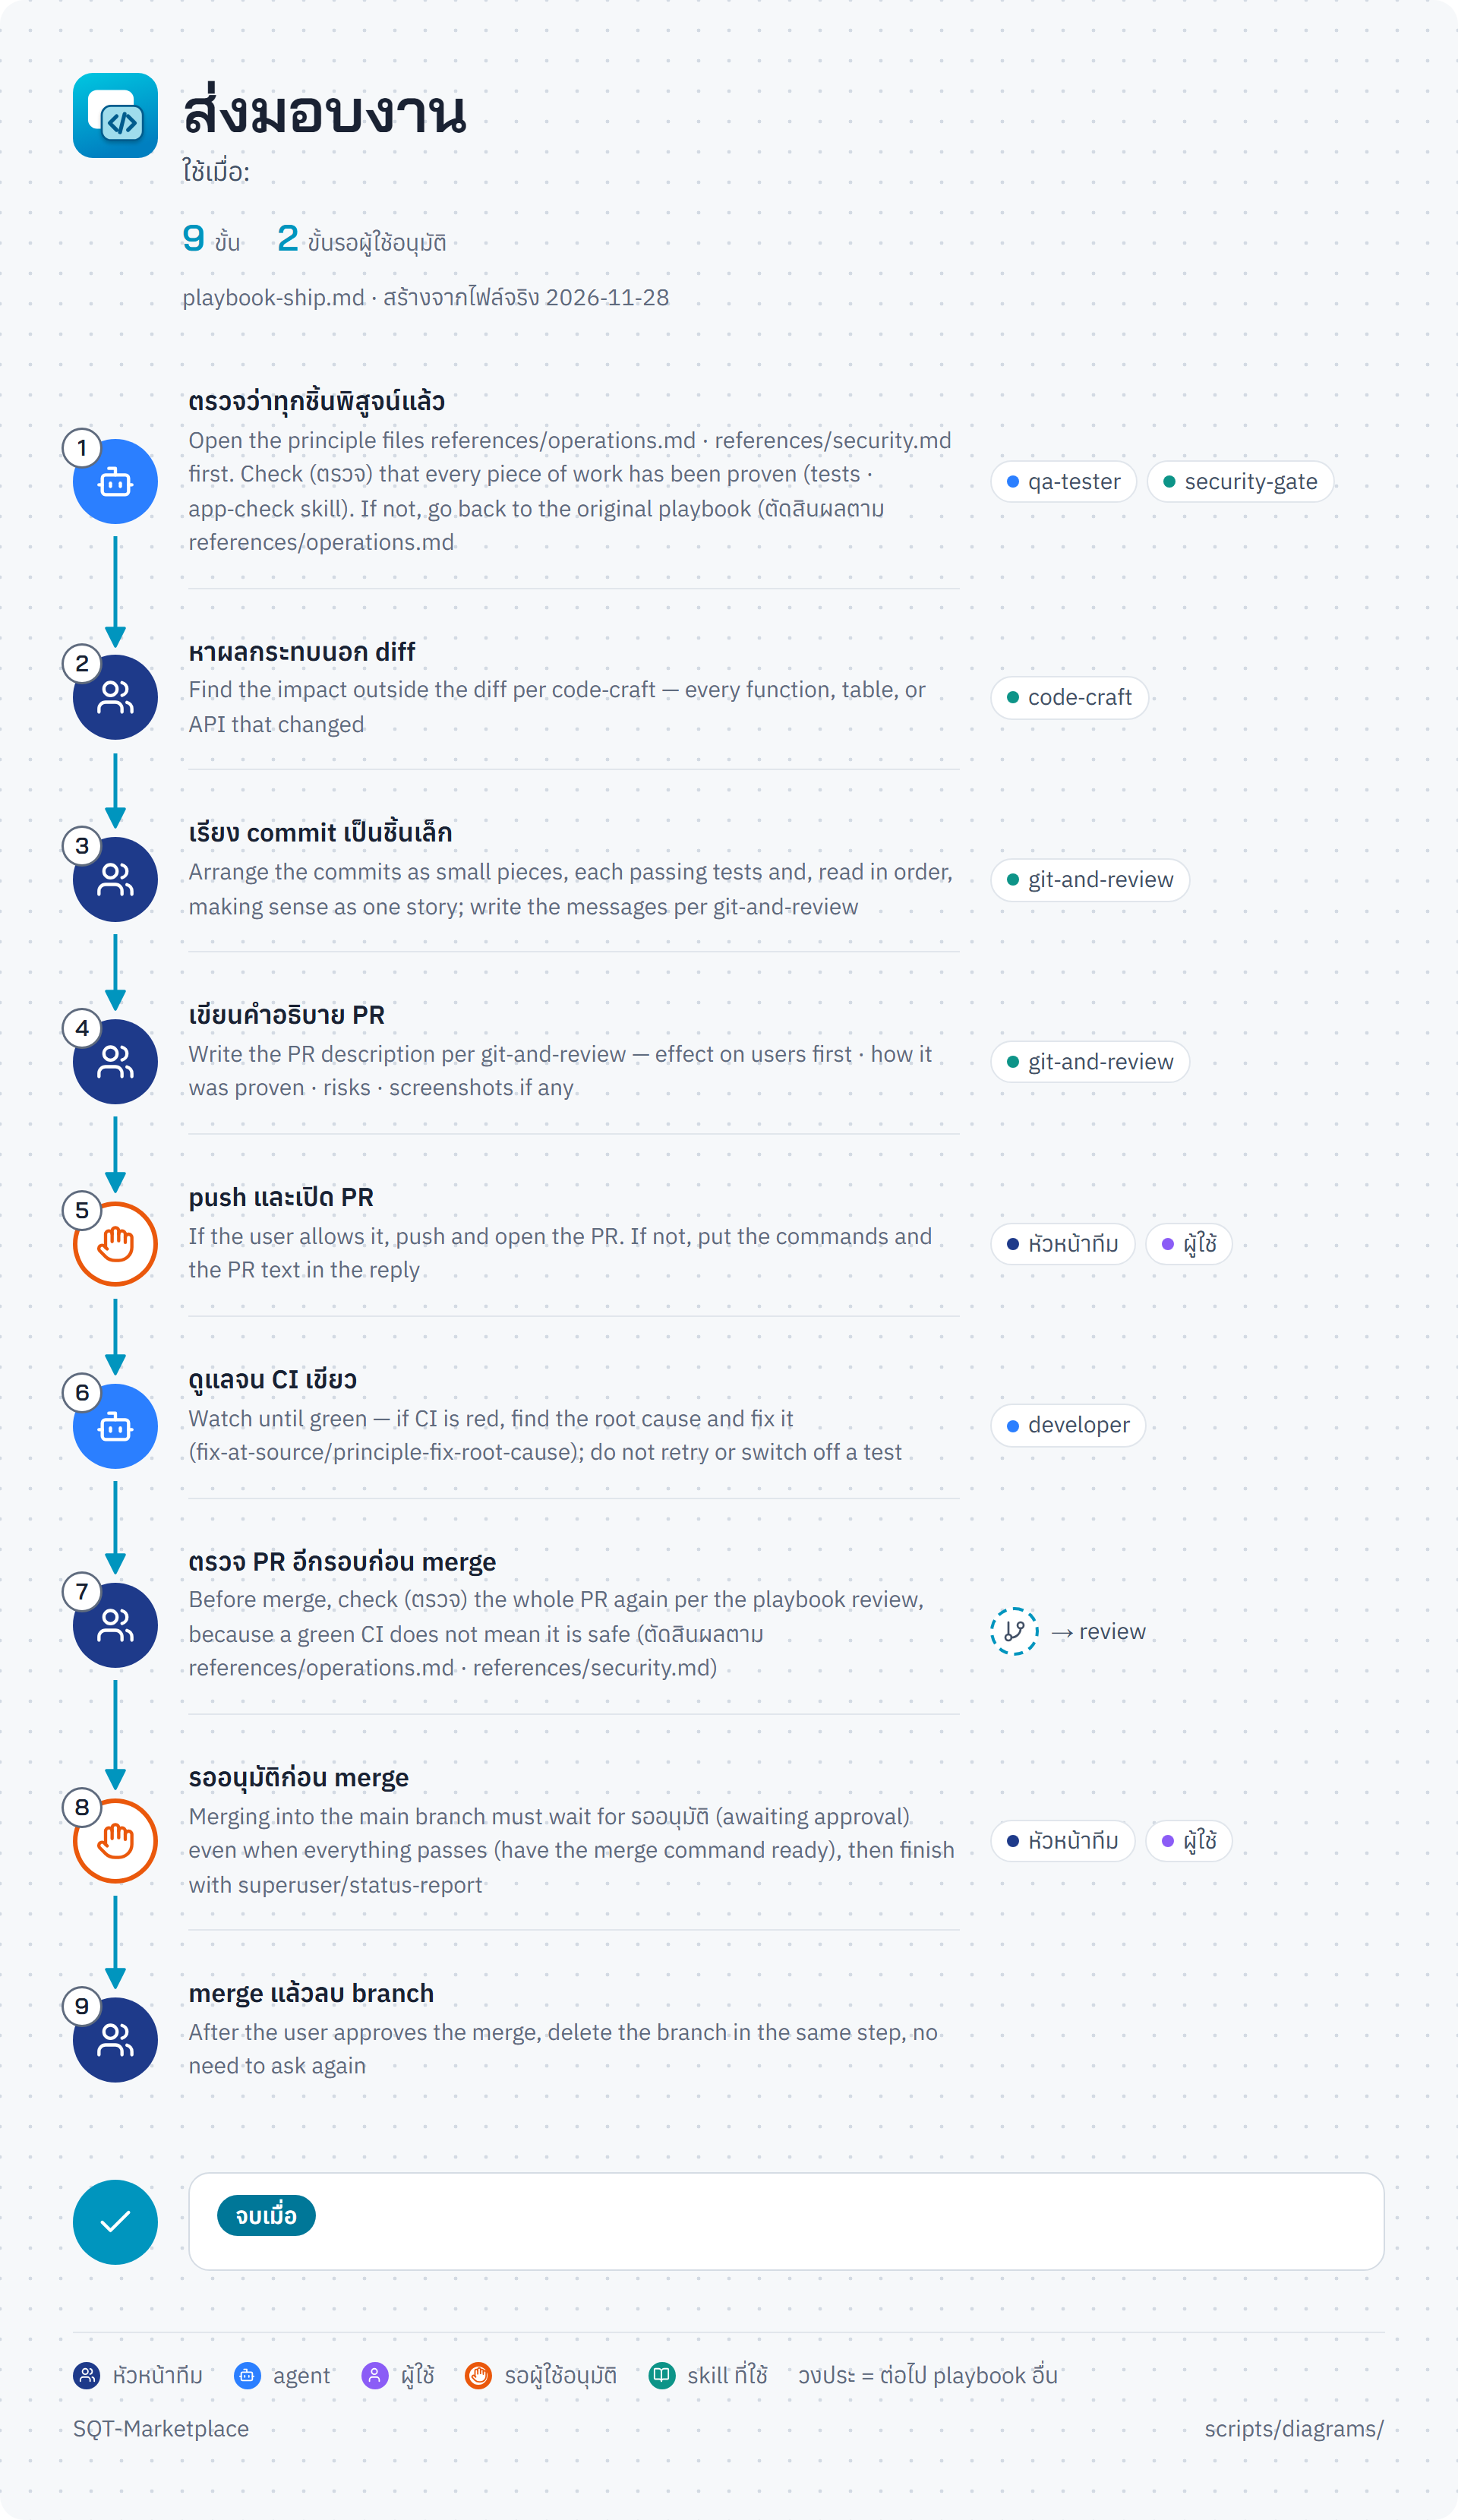 </>
ส่งมอบงาน
ใช้เมื่อ:
9 ขั้น 2 ขั้นรอผู้ใช้อนุมัติ
playbook-ship.md · สร้างจากไฟล์จริง 2026-11-28
1
ตรวจว่าทุกชิ้นพิสูจน์แล้ว
Open the principle files references/operations.md · references/security.md
first. Check (ตรวจ) that every piece of work has been proven (tests ·
app-check skill). If not, go back to the original playbook (ตัดสินผลตาม
references/operations.md
qa-tester security-gate
2
หาผลกระทบนอก diff
Find the impact outside the diff per code-craft — every function, table, or
API that changed
code-craft
3
เรียง commit เป็นชิ้นเล็ก
Arrange the commits as small pieces, each passing tests and, read in order,
making sense as one story; write the messages per git-and-review
git-and-review
4
เขียนคำอธิบาย PR
Write the PR description per git-and-review — effect on users first · how it
was proven · risks · screenshots if any
git-and-review
5
push และเปิด PR
If the user allows it, push and open the PR. If not, put the commands and
the PR text in the reply
หัวหน้าทีม ผู้ใช้
6
ดูแลจน CI เขียว
Watch until green — if CI is red, find the root cause and fix it
(fix-at-source/principle-fix-root-cause); do not retry or switch off a test
developer
7
ตรวจ PR อีกรอบก่อน merge
Before merge, check (ตรวจ) the whole PR again per the playbook review,
because a green CI does not mean it is safe (ตัดสินผลตาม
references/operations.md · references/security.md)
→ review
8
รออนุมัติก่อน merge
Merging into the main branch must wait for รออนุมัติ (awaiting approval)
even when everything passes (have the merge command ready), then finish
with superuser/status-report
หัวหน้าทีม ผู้ใช้
9
merge แล้วลบ branch
After the user approves the merge, delete the branch in the same step, no
need to ask again
จบเมื่อ
หัวหน้าทีม agent ผู้ใช้ รอผู้ใช้อนุมัติ skill ที่ใช้ วงประ = ต่อไป playbook อื่น
SQT-Marketplace scripts/diagrams/